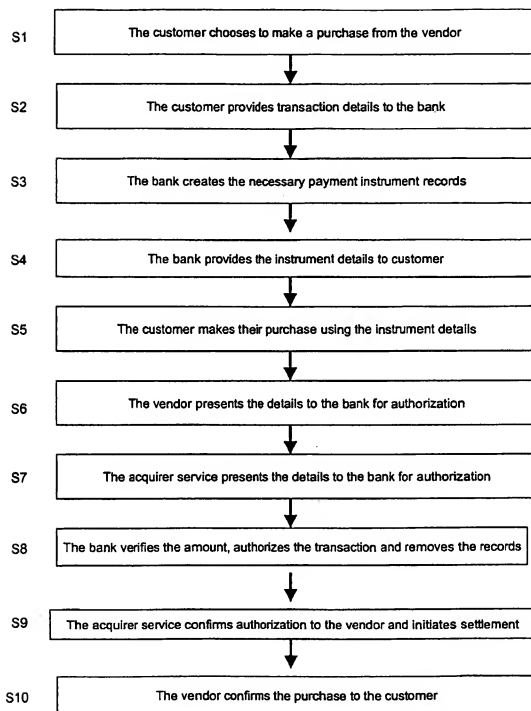 S1 The customer chooses to make a purchase from the vendor
S2 The customer provides transaction details to the bank
S3 The bank creates the necessary payment instrument records
S4 The bank provides the instrument details to customer
S5 The customer makes their purchase using the instrument details
S6 The vendor presents the details to the bank for authorization
S7 The acquirer service presents the details to the bank for authorization
S8 The bank verifies the amount, authorizes the transaction and removes the records
S9 The acquirer service confirms authorization to the vendor and initiates settlement
S10 The vendor confirms the purchase to the customer